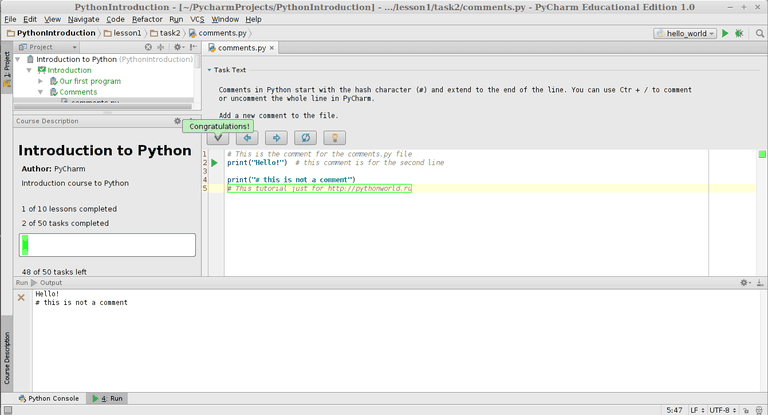 PythonIntroduction - [~/PycharmProjects/PythonIntroduction] - .../lesson1/task2/comments.py - PyCharm Educational Edition 1.0
File Edit View Navigate Code Refactor Run VCS Window Help
PythonIntroduction lesson1 task2 comments.py hello_world
1: Project
Project
Introduction to Python (PythonIntroduction)
Introduction
Our first program
Comments
comments.py
Course Description
Introduction to Python
Author: PyCharm
Introduction course to Python
1 of 10 lessons completed
2 of 50 tasks completed
48 of 50 tasks left
comments.py
Task Text
Comments in Python start with the hash character (#) and extend to the end of the line. You can use Ctr + / to comment
or uncomment the whole line in PyCharm.
Add a new comment to the file.
Congratulations!
1 # This is the comment for the comments.py file
2 print("Hello!") # this comment is for the second line
3
4 print("# this is not a comment")
5 # This tutorial just for http://pythonworld.ru
Run Output
Hello!
# this is not a comment
Course Description
Python Console 4: Run
5:47 LF UTF-8